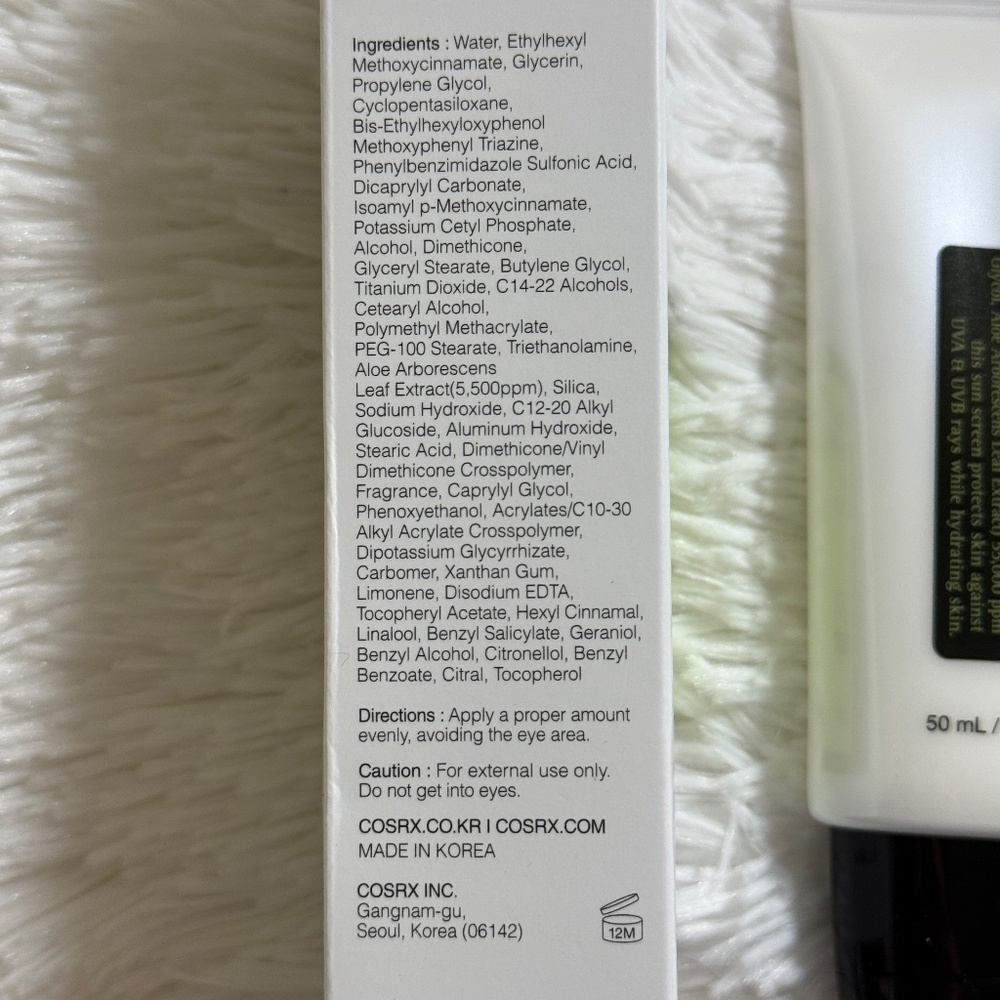 Ingredients : Water, Ethylhexyl
Methoxycinnamate, Glycerin,
Propylene Glycol,
Cyclopentasiloxane,
Bis-Ethylhexyloxyphenol
Methoxyphenyl Triazine,
Phenylbenzimidazole Sulfonic Acid,
Dicaprylyl Carbonate,
Isoamyl p-Methoxycinnamate,
Potassium Cetyl Phosphate,
Alcohol, Dimethicone,
Glyceryl Stearate, Butylene Glycol,
Titanium Dioxide, C14-22 Alcohols,
Cetearyl Alcohol,
Polymethyl Methacrylate,
PEG-100 Stearate, Triethanolamine,
Aloe Arborescens
Leaf Extract(5,500ppm), Silica,
Sodium Hydroxide, C12-20 Alkyl
Glucoside, Aluminum Hydroxide,
Stearic Acid, Dimethicone/Vinyl
Dimethicone Crosspolymer,
Fragrance, Caprylyl Glycol,
Phenoxyethanol, Acrylates/C10-30
Alkyl Acrylate Crosspolymer,
Dipotassium Glycyrrhizate,
Carbomer, Xanthan Gum,
Limonene, Disodium EDTA,
Tocopheryl Acetate, Hexyl Cinnamal,
Linalool, Benzyl Salicylate, Geraniol,
Benzyl Alcohol, Citronellol, Benzyl
Benzoate, Citral, Tocopherol
Directions : Apply a proper amount
evenly, avoiding the eye area.
Caution : For external use only.
Do not get into eyes.
COSRX.CO.KR I COSRX.COM
MADE IN KOREA
COSRX INC.
Gangnam-gu,
Seoul, Korea (06142)
12M
Leaf Extract) 5,500 ppm
this sun screen protects skin against
UVA & UVB rays while hydrating skin.
50 mL /